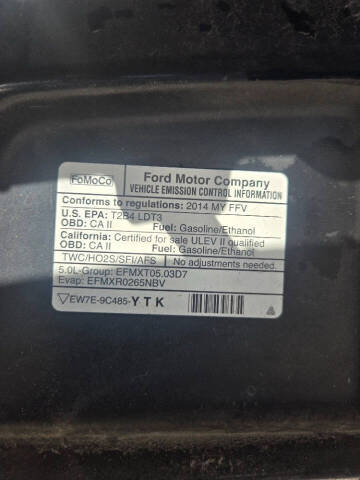 FoMoCo Ford Motor Company
VEHICLE EMISSION CONTROL INFORMATION
Conforms to regulations: 2014 MY FFV
U.S. EPA: T2B4 LDT3
OBD: CA II Fuel: Gasoline/Ethanol
California: Certified for sale ULEV II qualified
OBD: CA II Fuel: Gasoline/Ethanol
TWC/HO2S/SFI/AFS No adjustments needed.
5.0L-Group: EFMXT05.03D7
Evap: EFMXR0265NBV
EW7E-9C485-YTK